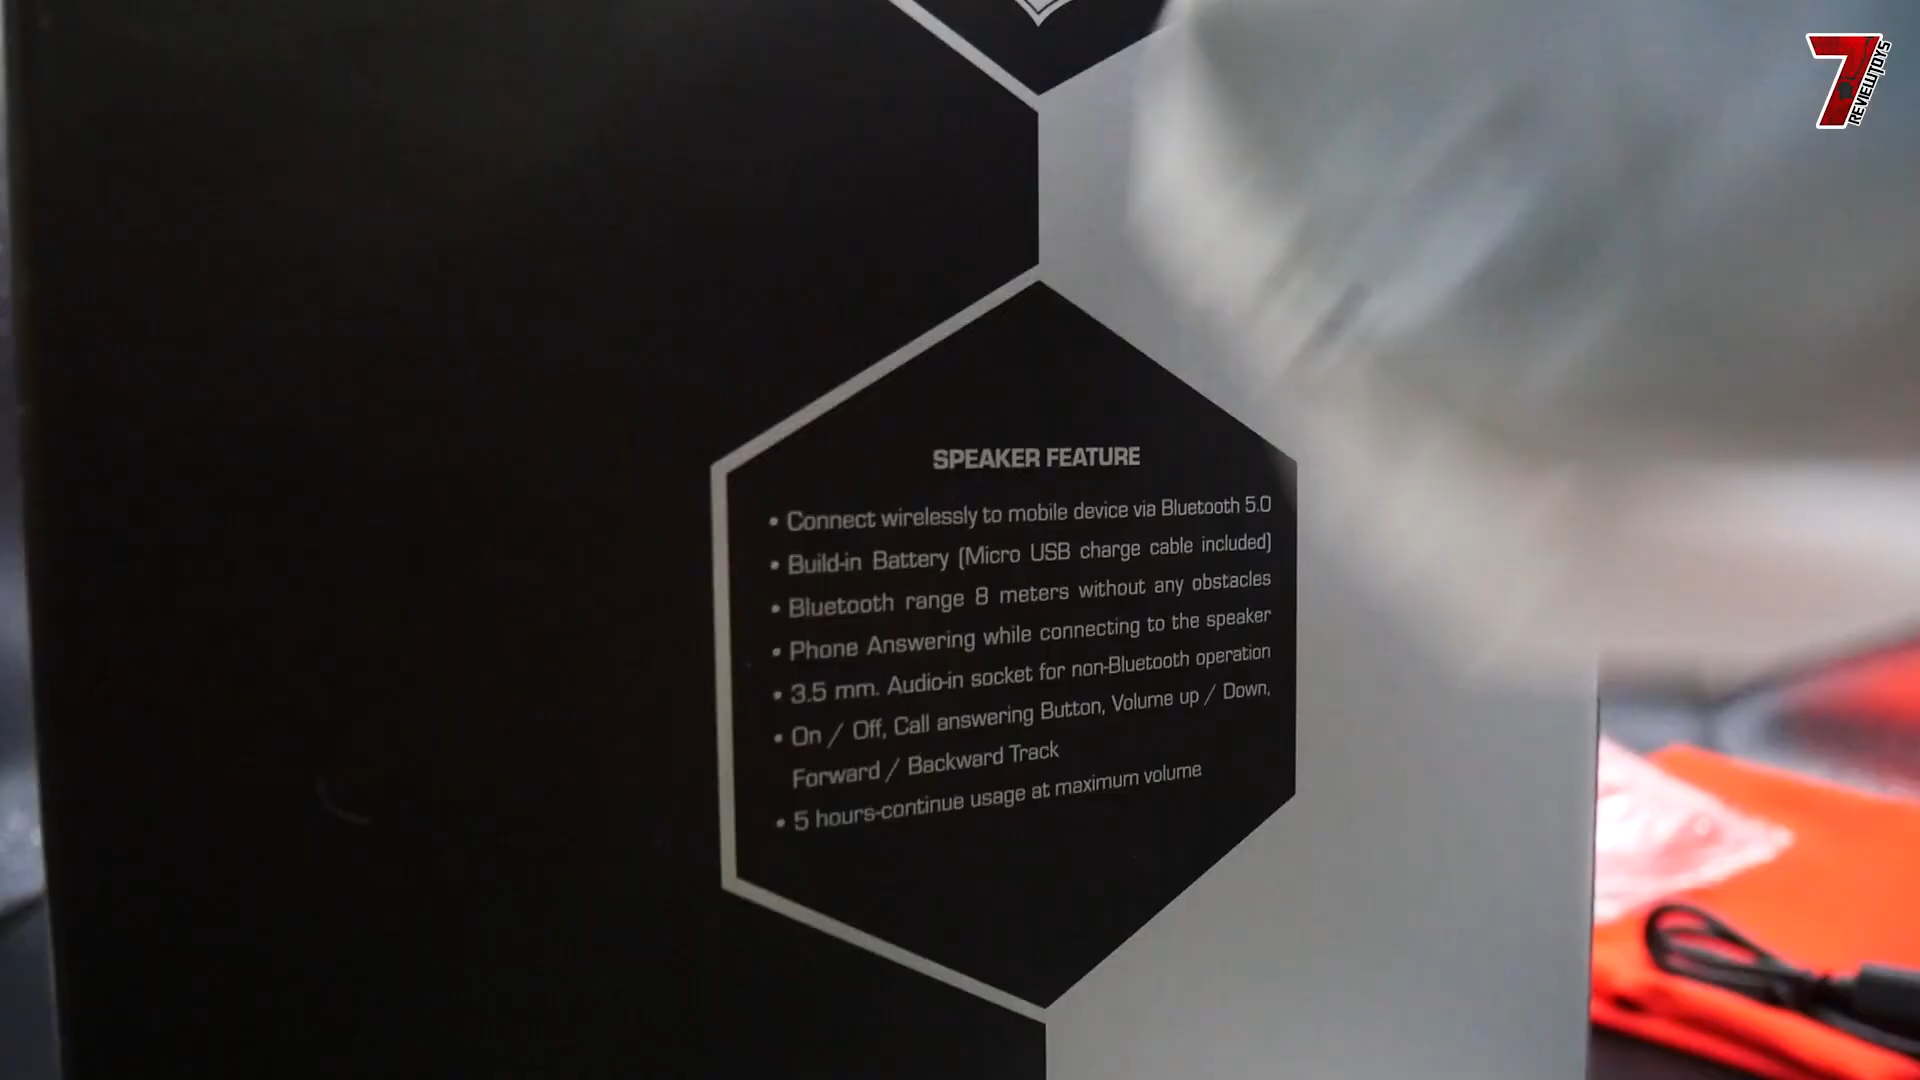 7
REVIEWTOYS
SPEAKER FEATURE
• Connect wirelessly to mobile device via Bluetooth 5.0
• Build-in Battery (Micro USB charge cable included)
• Bluetooth range 8 meters without any obstacles
• Phone Answering while connecting to the speaker
• 3.5 mm. Audio-in socket for non-Bluetooth operation
• On / Off, Call answering Button, Volume up / Down,
Forward / Backward Track
• 5 hours-continue usage at maximum volume